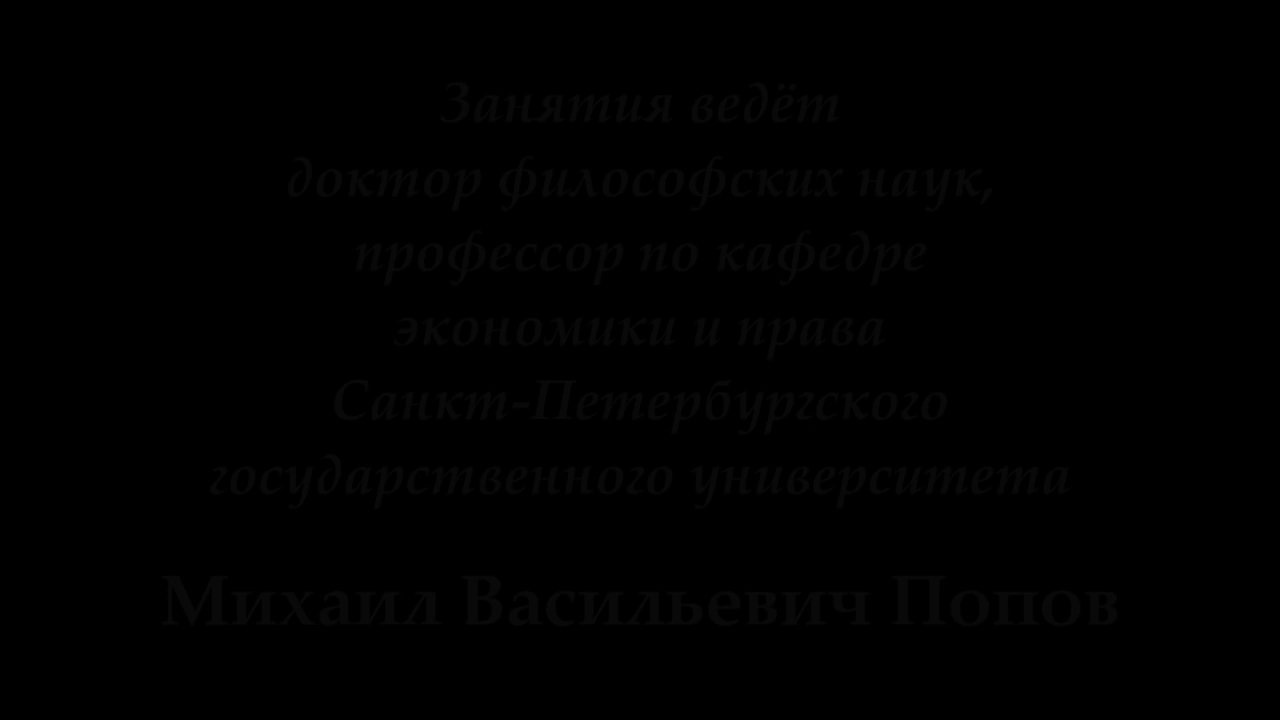 Занятия ведёт
доктор философских наук,
профессор по кафедре
экономики и права
Санкт-Петербургского
государственного университета
Михаил Васильевич Попов